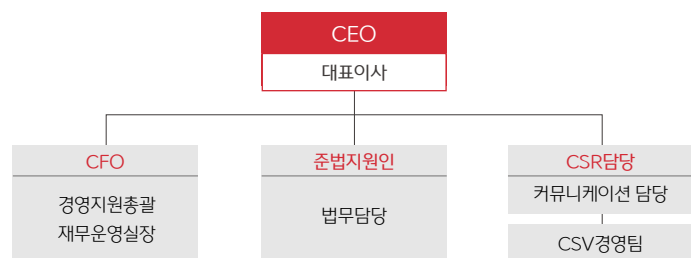 CEO
대표이사
CFO
경영지원총괄
재무운영실장
준법지원인
법무담당
CSR담당
커뮤니케이션 담당
CSV경영팀